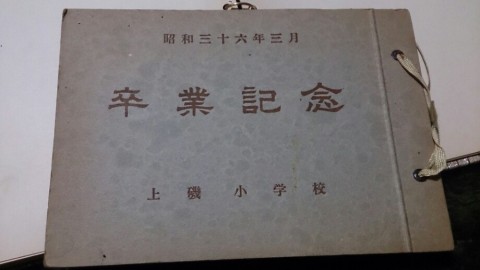 昭和三十六年三月
卒業記念
上磯小学校